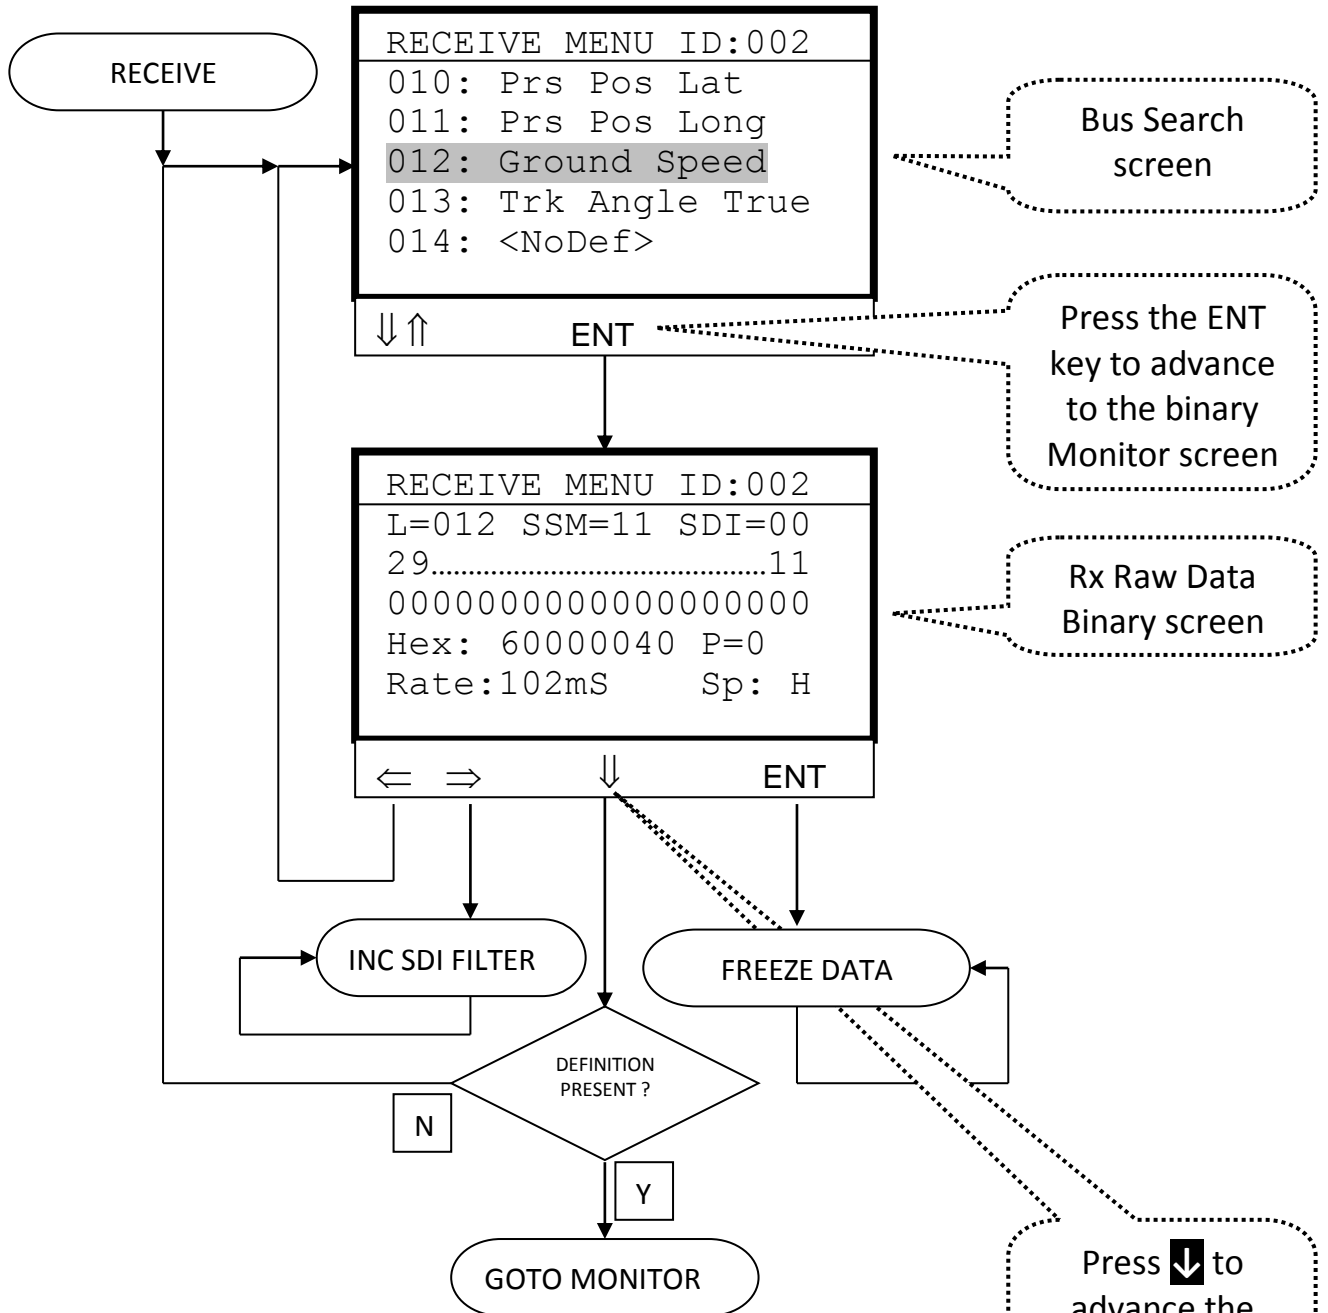 RECEIVE
RECEIVE MENU ID:002
010: Prs Pos Lat
011: Prs Pos Long
012: Ground Speed
013: Trk Angle True
014: <NoDef>
⇓⇑ ENT
Bus Search
screen
Press the ENT
key to advance
to the binary
Monitor screen
RECEIVE MENU ID:002
L=012 SSM=11 SDI=00
29.......................................11
0000000000000000000
Hex: 60000040 P=0
Rate:102mS Sp: H
⇐ ⇒ ⇓ ENT
Rx Raw Data
Binary screen
INC SDI FILTER
FREEZE DATA
DEFINITION
PRESENT ?
N
Y
GOTO MONITOR
Press ↓ to
advance the